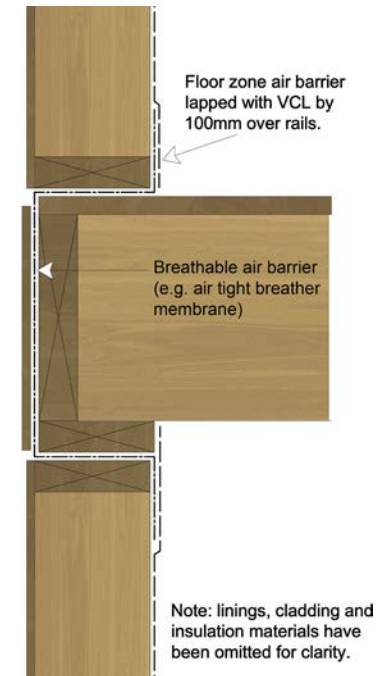 Floor zone air barrier
lapped with VCL by
100mm over rails.
Breathable air barrier
(e.g. air tight breather
membrane)
Note: linings, cladding and
insulation materials have
been omitted for clarity.